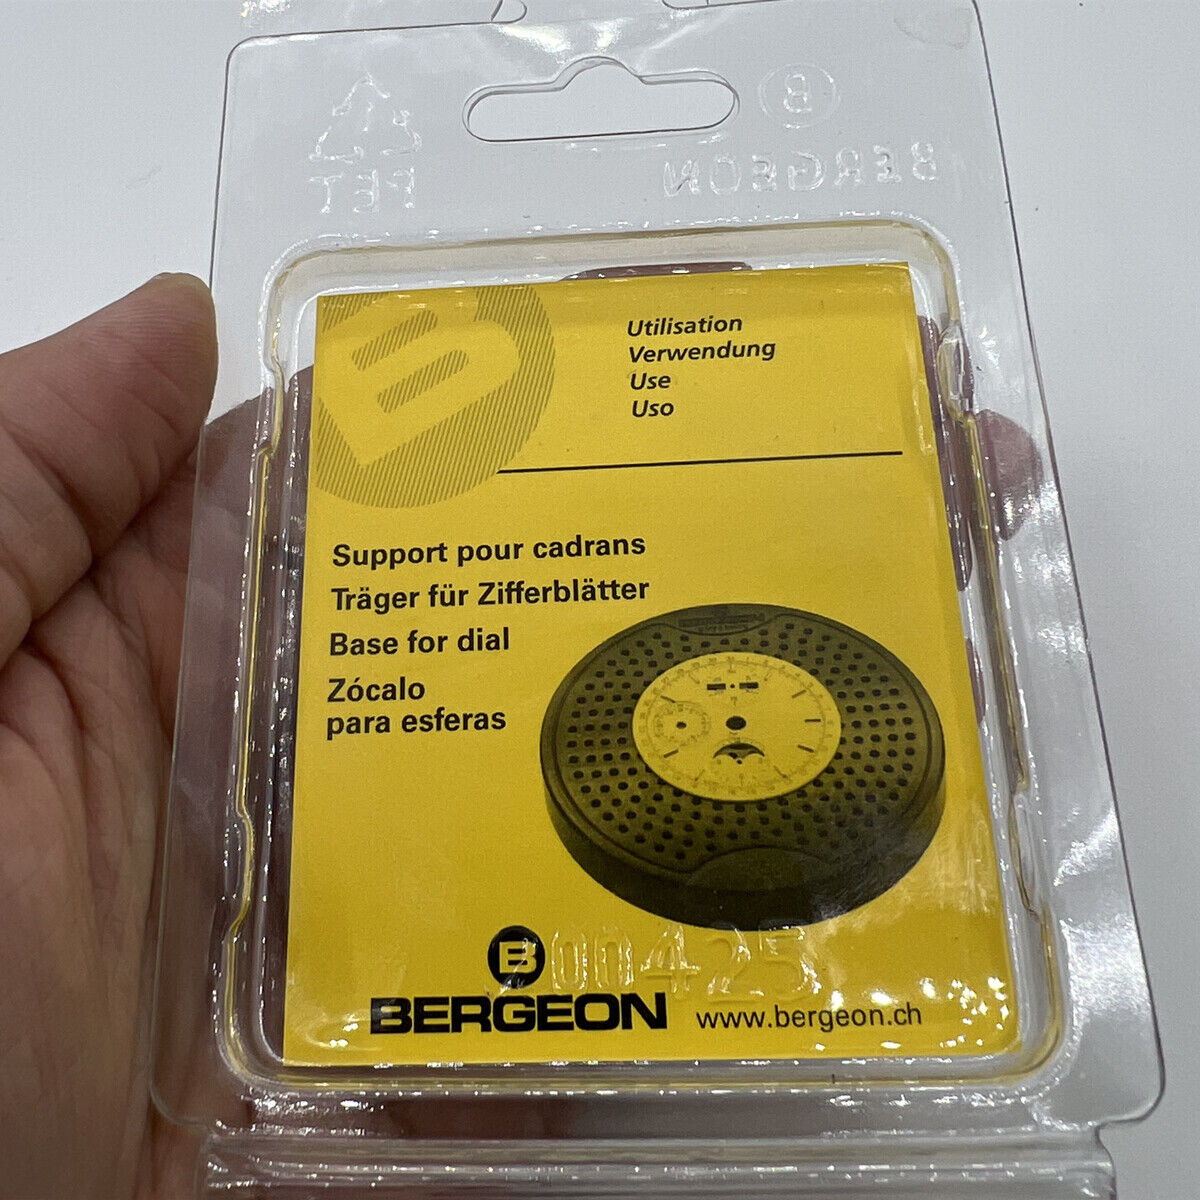 B
BERGEON
PET
Utilisation
Verwendung
Use
Uso
Support pour cadrans
Träger für Zifferblätter
Base for dial
Zócalo
para esferas
B
00425
BERGEON
www.bergeon.ch